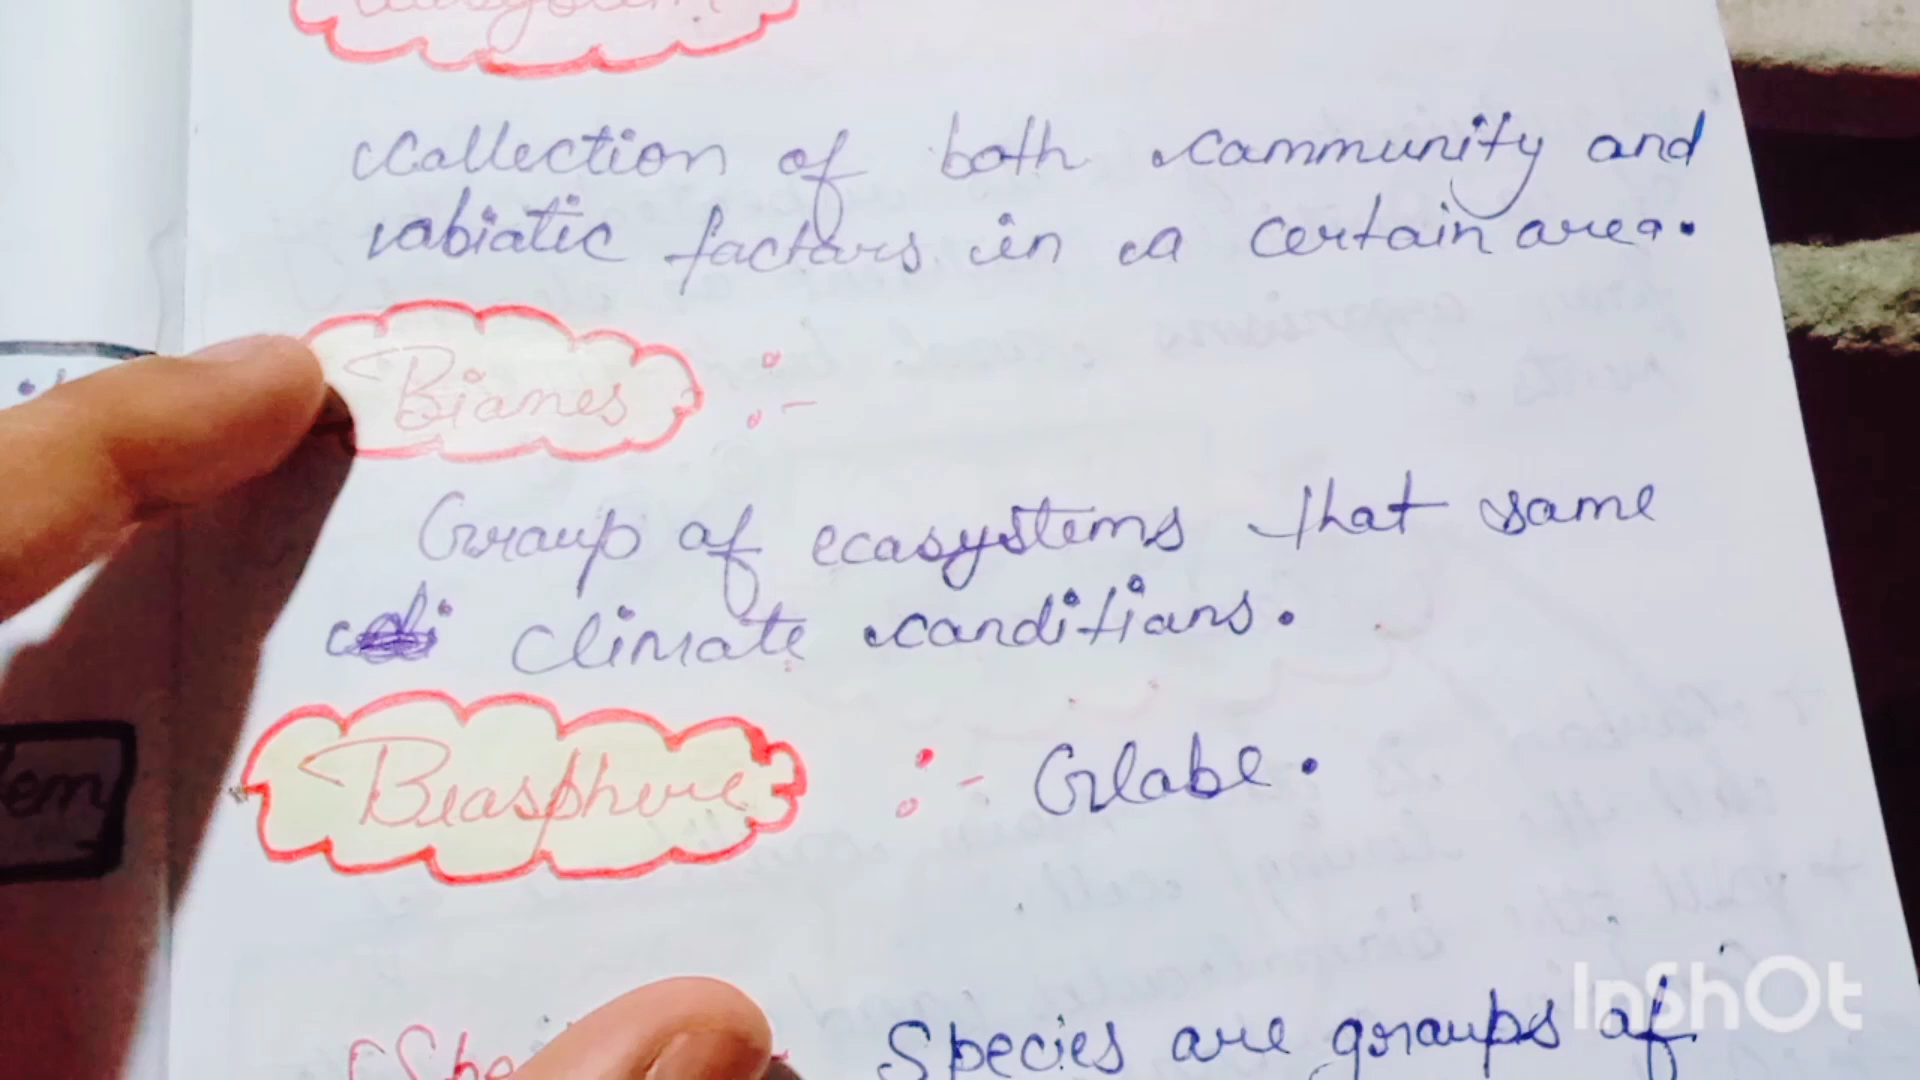 Ecosystem :
Collection of both community and
abiotic factors in a certain area.
Biomes :-
Group of ecosystems that same
climate conditions.
Biosphere :- Globe.
Species are groups of
InShOt